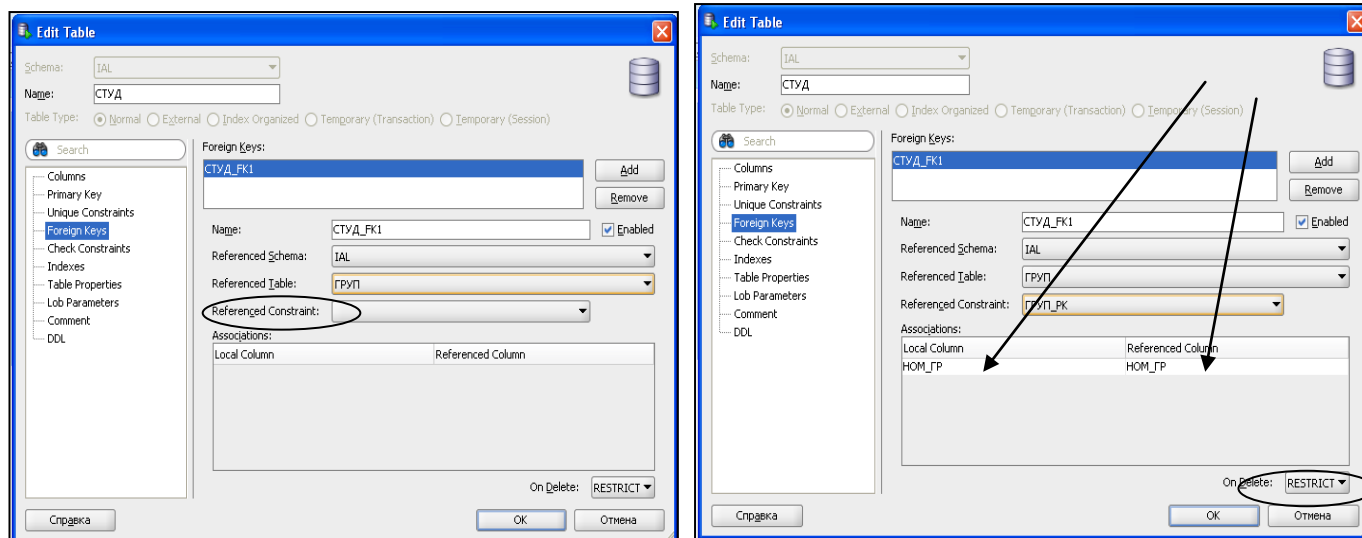 Edit Table
Schema: IAL
Name: СТУД
Table Type: Normal External Index Organized Temporary (Transaction) Temporary (Session)
Search
Columns
Primary Key
Unique Constraints
Foreign Keys
Check Constraints
Indexes
Table Properties
Lob Parameters
Comment
DDL
Foreign Keys:
СТУД_FK1
Add
Remove
Name: СТУД_FK1 Enabled
Referenced Schema: IAL
Referenced Table: ГРУП
Referenced Constraint:
Associations:
Local Column Referenced Column
On Delete: RESTRICT
Справка OK Отмена
Edit Table
Schema: IAL
Name: СТУД
Table Type: Normal External Index Organized Temporary (Transaction) Temporary (Session)
Search
Columns
Primary Key
Unique Constraints
Foreign Keys
Check Constraints
Indexes
Table Properties
Lob Parameters
Comment
DDL
Foreign Keys:
СТУД_FK1
Add
Remove
Name: СТУД_FK1 Enabled
Referenced Schema: IAL
Referenced Table: ГРУП
Referenced Constraint: ГРУП_PK
Associations:
Local Column Referenced Column
НОМ_ГР НОМ_ГР
On Delete: RESTRICT
Справка OK Отмена